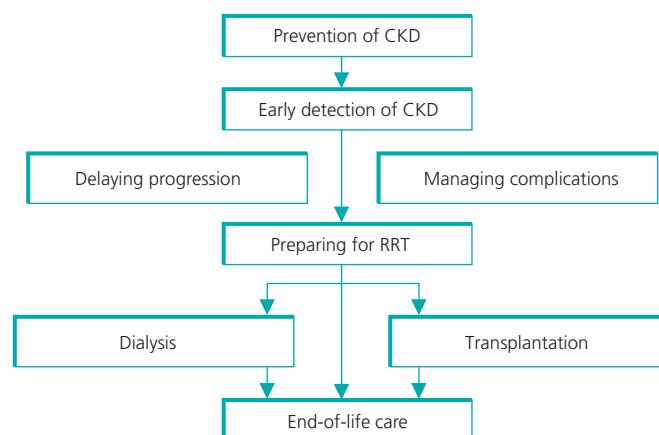 Prevention of CKD
Early detection of CKD
Delaying progression
Managing complications
Preparing for RRT
Dialysis
Transplantation
End-of-life care